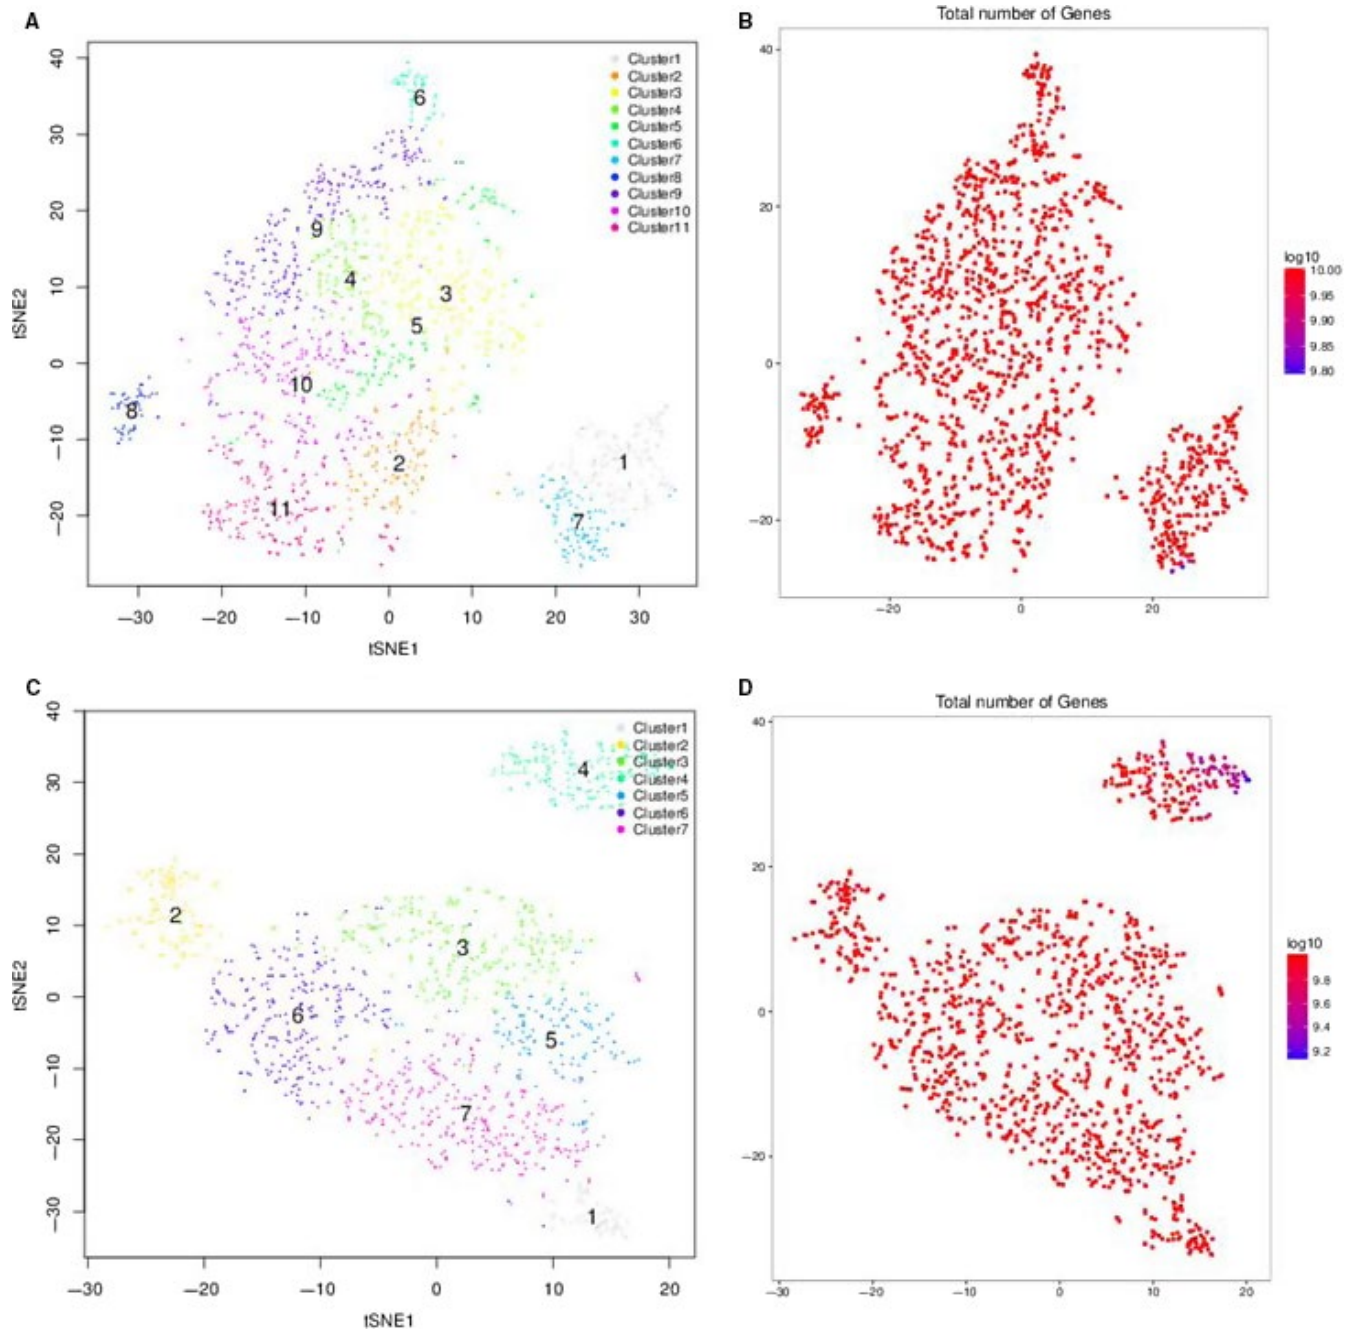 A
Cluster1
Cluster2
Cluster3
Cluster4
Cluster5
Cluster6
Cluster7
Cluster8
Cluster9
Cluster10
Cluster11
40
30
20
10
0
−10
−20
tSNE2
6
9
4
3
5
10
8
2
1
11
7
−30 −20 −10 0 10 20 30
tSNE1
B
Total number of Genes
40
20
0
−20
−20 0 20
log10
10.00
9.95
9.90
9.85
9.80
C
Cluster1
Cluster2
Cluster3
Cluster4
Cluster5
Cluster6
Cluster7
40
30
20
10
0
−10
−20
−30
tSNE2
4
2
3
6
5
7
1
−30 −20 −10 0 10 20
tSNE1
D
Total number of Genes
40
20
0
−20
−30 −20 −10 0 10 20
log10
9.8
9.6
9.4
9.2